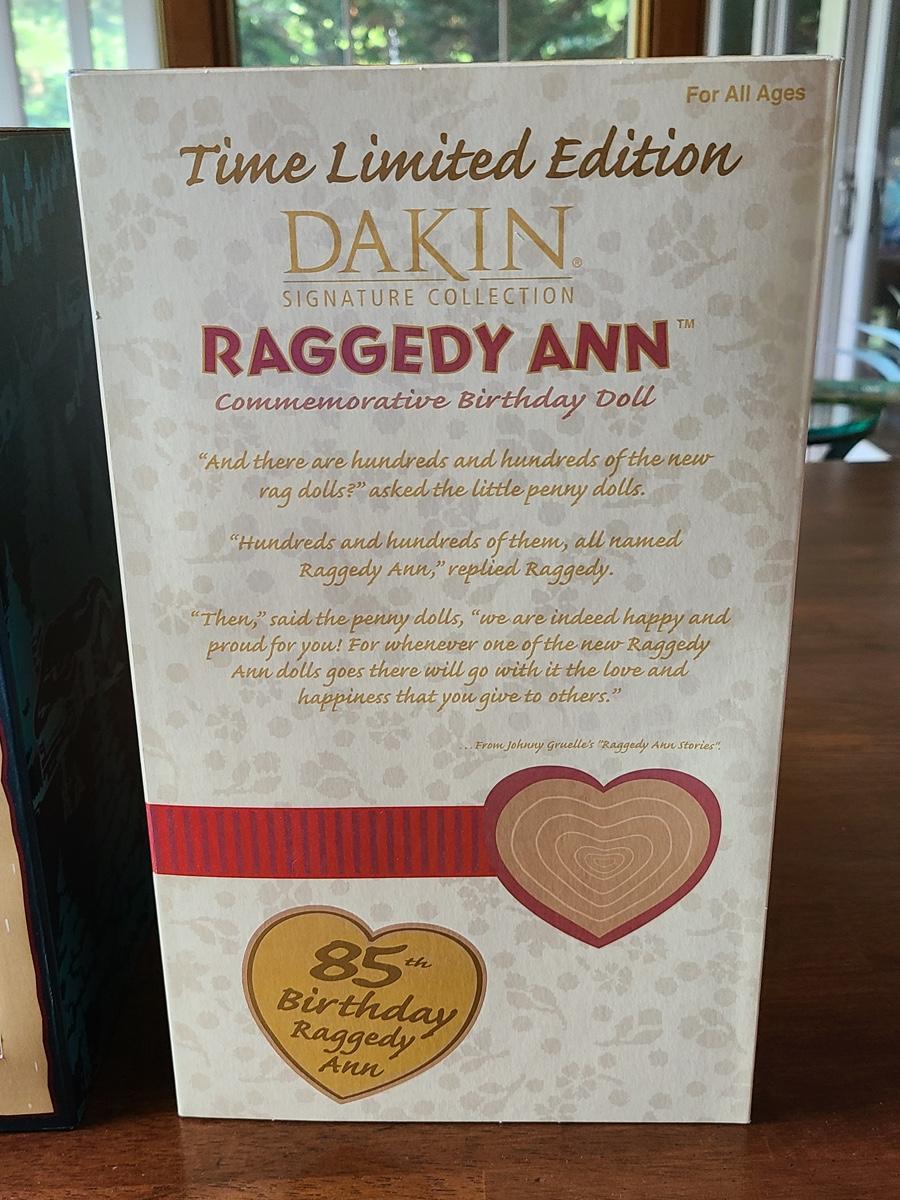 For All Ages
Time Limited Edition
DAKIN®
SIGNATURE COLLECTION
RAGGEDY ANN™
Commemorative Birthday Doll
“And there are hundreds and hundreds of the new
rag dolls?” asked the little penny dolls.
“Hundreds and hundreds of them, all named
Raggedy Ann,” replied Raggedy.
“Then,” said the penny dolls, “we are indeed happy and
proud for you! For whenever one of the new Raggedy
Ann dolls goes there will go with it the love and
happiness that you give to others.”
...From Johnny Gruelle's "Raggedy Ann Stories".
85th
Birthday
Raggedy
Ann